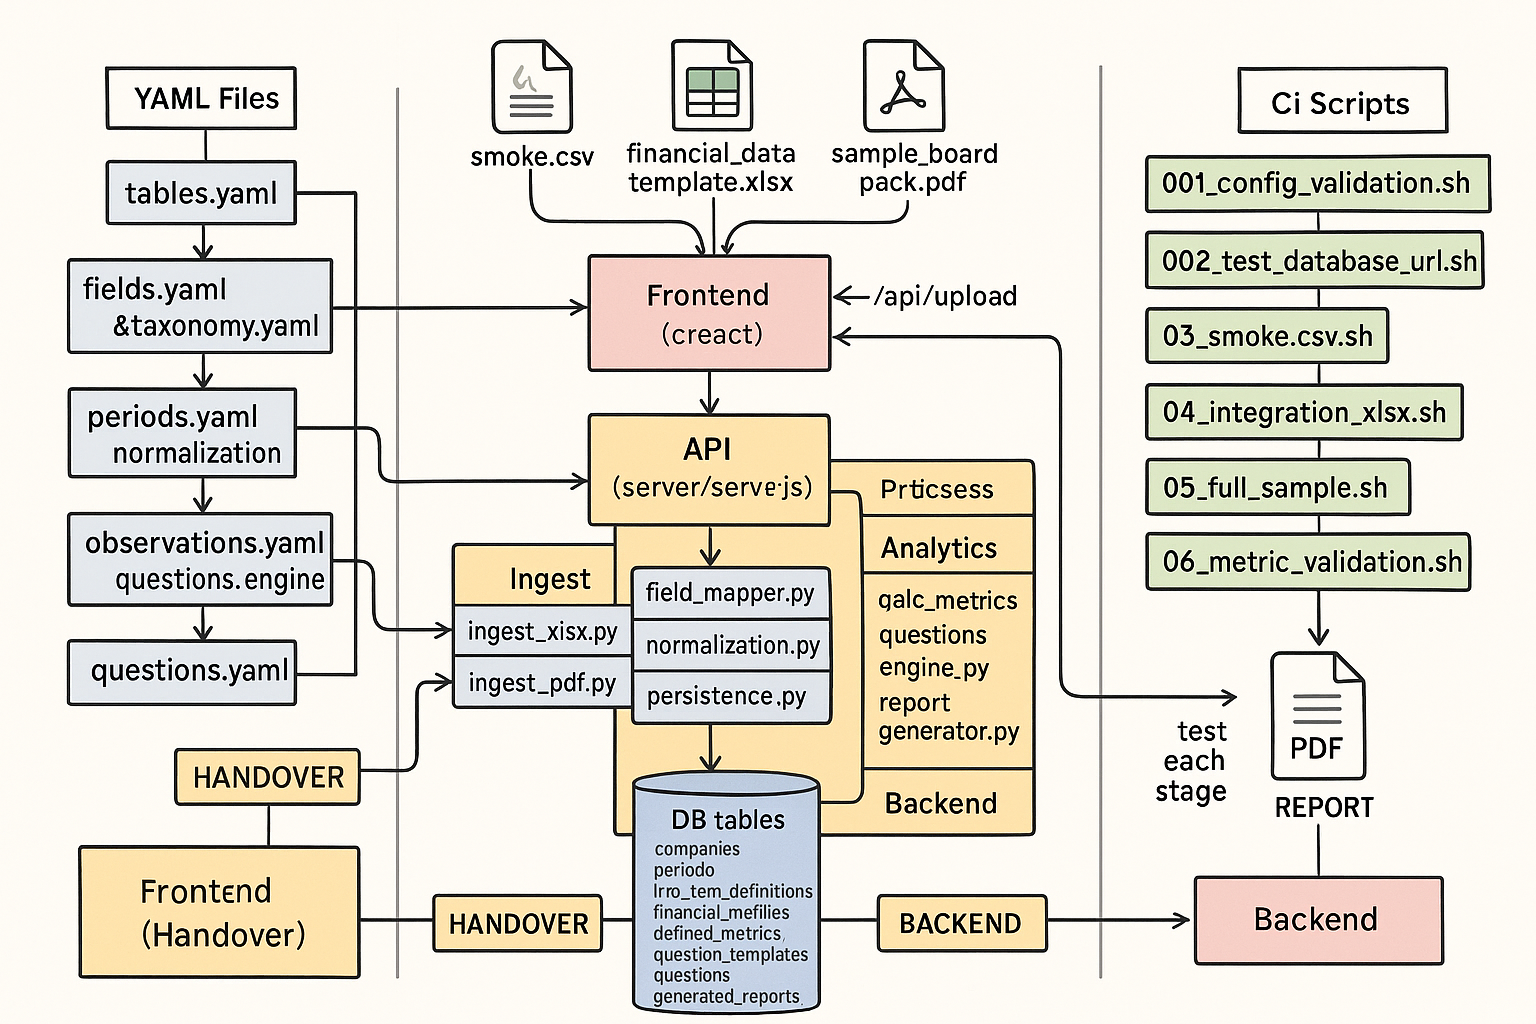 YAML Files
tables.yaml
fields.yaml
&taxonomy.yaml
periods.yaml
normalization
observations.yaml
questions.engine
questions.yaml
HANDOVER
Frontend
(Handover)
smoke.csv
financial_data
template.xlsx
sample_board
pack.pdf
Frontend
(creact)
/api/upload
API
(server/serve·js)
Prticsess
Analytics
qalc_metrics
questions
engine_py
report
generator.py
Backend
Ingest
ingest_xisx.py
ingest_pdf.py
field_mapper.py
normalization.py
persistence.py
DB tables
companies
periodo
lrro_tem_definitions
financial_mefilies
defined_metrics,
question_templates
questions
generated_reports
HANDOVER
BACKEND
Ci Scripts
001_config_validation.sh
002_test_database_url.sh
03_smoke.csv.sh
04_integration_xlsx.sh
05_full_sample.sh
06_metric_validation.sh
test
each
stage
PDF
REPORT
Backend